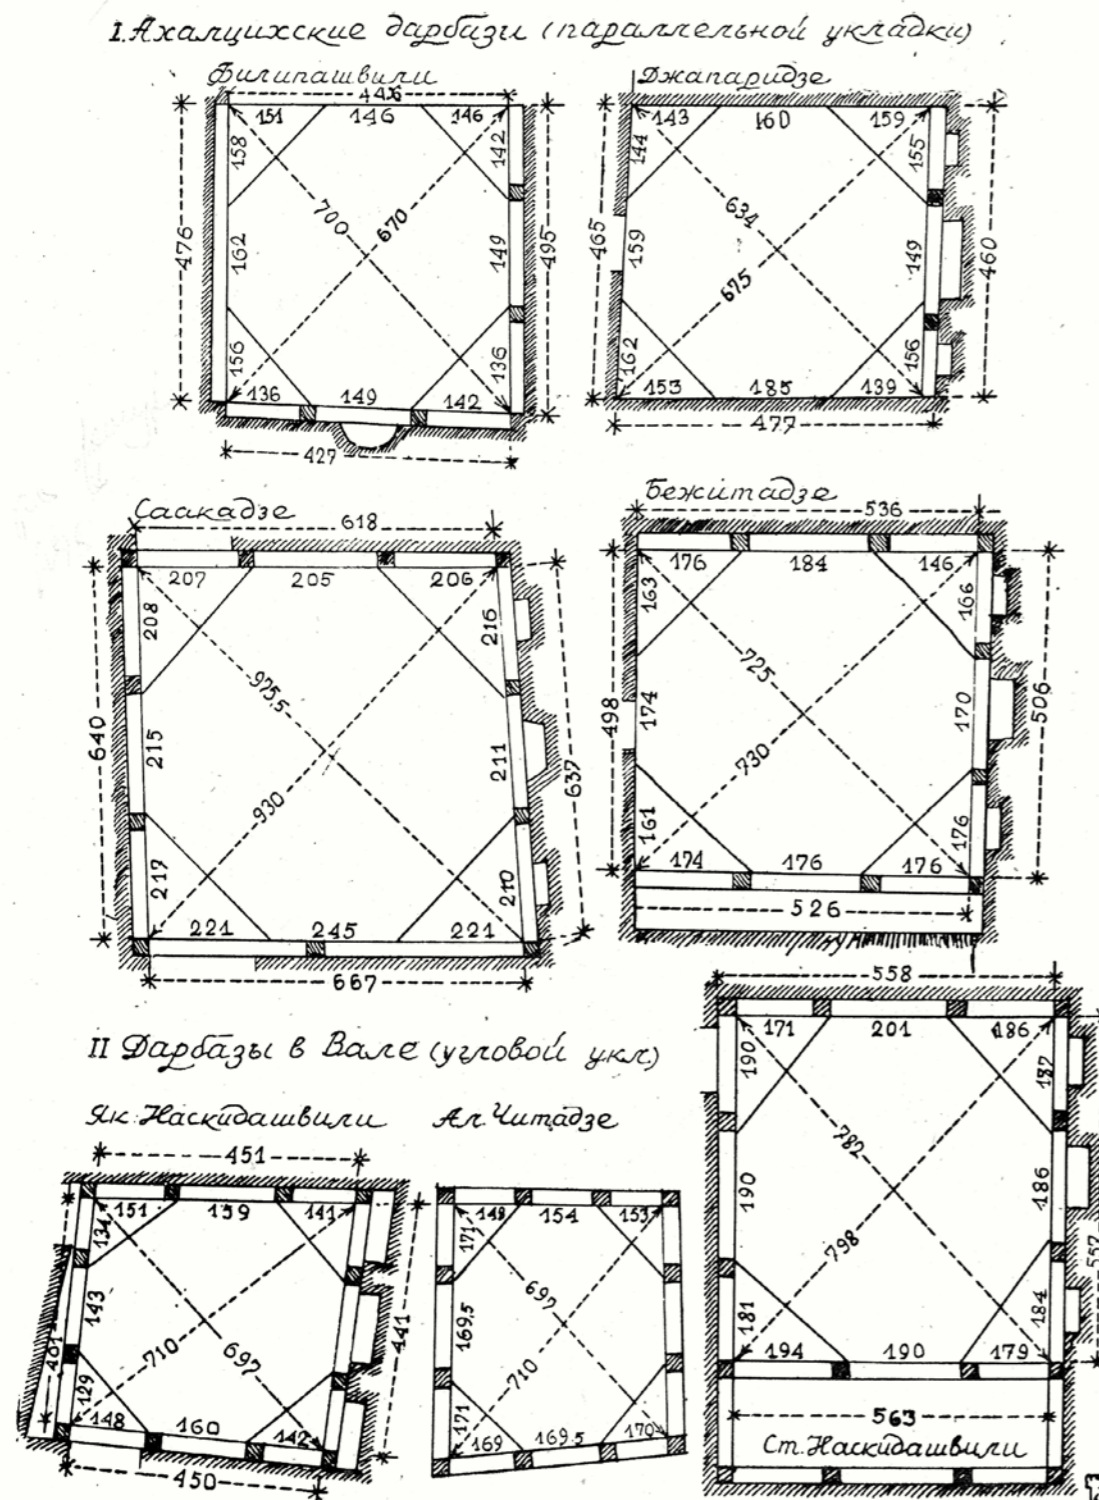 I. Ахалцихские дарбазы (параллельной укладки)
Филипашвили
446
151 146 146
158 142
476 162 700 670 149 495
156 136
136 149 142
427
Джапаридзе
143 160 159
144 155
465 159 634 675 149 460
162 156
153 185 139
477
Саакадзе
618
207 205 206
208 216
640 215 975,5 930 211 637
217 210
221 245 221
667
Бежитадзе
536
176 184 146
163 166
498 174 725 730 170 506
161 176
174 176 176
526
II Дарбазы в Вале (угловой укл.)
Як. Наскидашвили
451
151 159 141
134
143 710 697 441
129
148 160 142
450
Ал. Читадзе
149 154 153
171
169,5 697 710
171
169 169,5 170
558
171 201 186
190 187
190 782 798 186 557
181 184
194 190 179
563
Ст. Наскидашвили